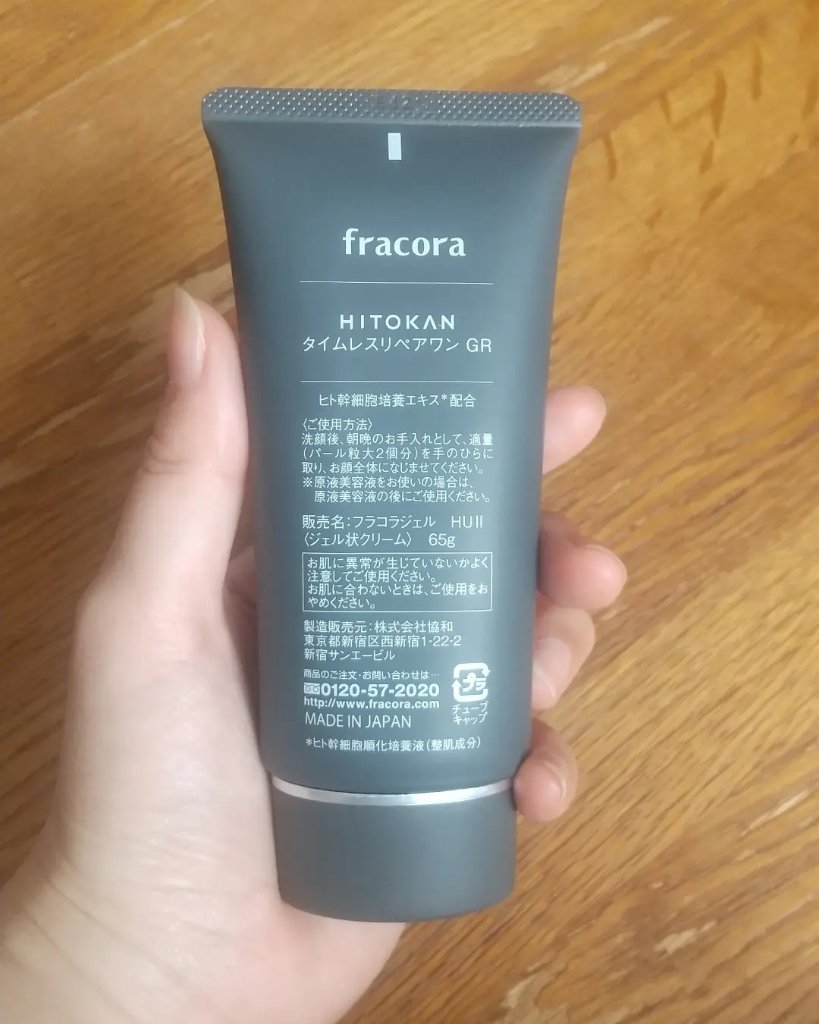 fracora
HITOKAN
タイムレスリペアワン GR
ヒト幹細胞培養エキス*配合
〈ご使用方法〉
洗顔後、朝晩のお手入れとして、適量
(パール粒大2個分)を手のひらに
取り、お顔全体になじませてください。
※原液美容液をお使いの場合は、
原液美容液の後にご使用ください。
販売名:フラコラジェル HUⅡ
〈ジェル状クリーム〉 65g
お肌に異常が生じていないかよく
注意してご使用ください。
お肌に合わないときは、ご使用をお
やめください。
製造販売元:株式会社協和
東京都新宿区西新宿1-22-2
新宿サンエービル
商品のご注文・お問い合わせは…
0120-57-2020
http://www.fracora.com
MADE IN JAPAN
プラ
チューブ
キャップ
*ヒト幹細胞順化培養液(整肌成分)